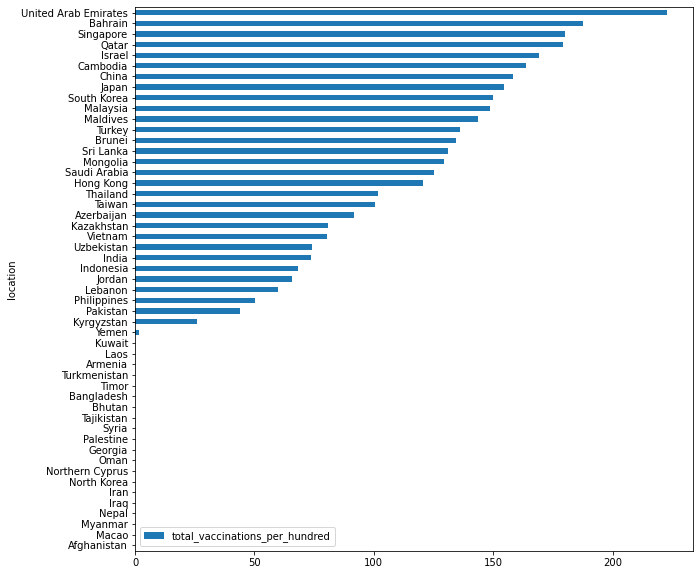 United Arab Emirates
Bahrain
Singapore
Qatar
Israel
Cambodia
China
Japan
South Korea
Malaysia
Maldives
Turkey
Brunei
Sri Lanka
Mongolia
Saudi Arabia
Hong Kong
Thailand
Taiwan
Azerbaijan
Kazakhstan
Vietnam
Uzbekistan
India
Indonesia
Jordan
Lebanon
Philippines
Pakistan
Kyrgyzstan
Yemen
Kuwait
Laos
Armenia
Turkmenistan
Timor
Bangladesh
Bhutan
Tajikistan
Syria
Palestine
Georgia
Oman
Northern Cyprus
North Korea
Iran
Iraq
Nepal
Myanmar
Macao
Afghanistan
location
total_vaccinations_per_hundred
0 50 100 150 200